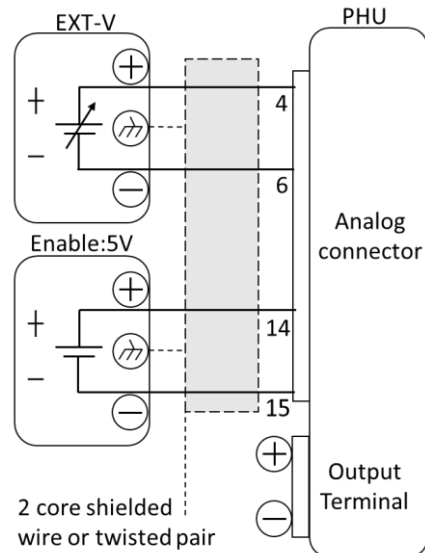 EXT-V
PHU
+
+
4
−
−
6
Analog
connector
Enable:5V
+
+
14
−
−
15
+
−
Output
Terminal
2 core shielded
wire or twisted pair